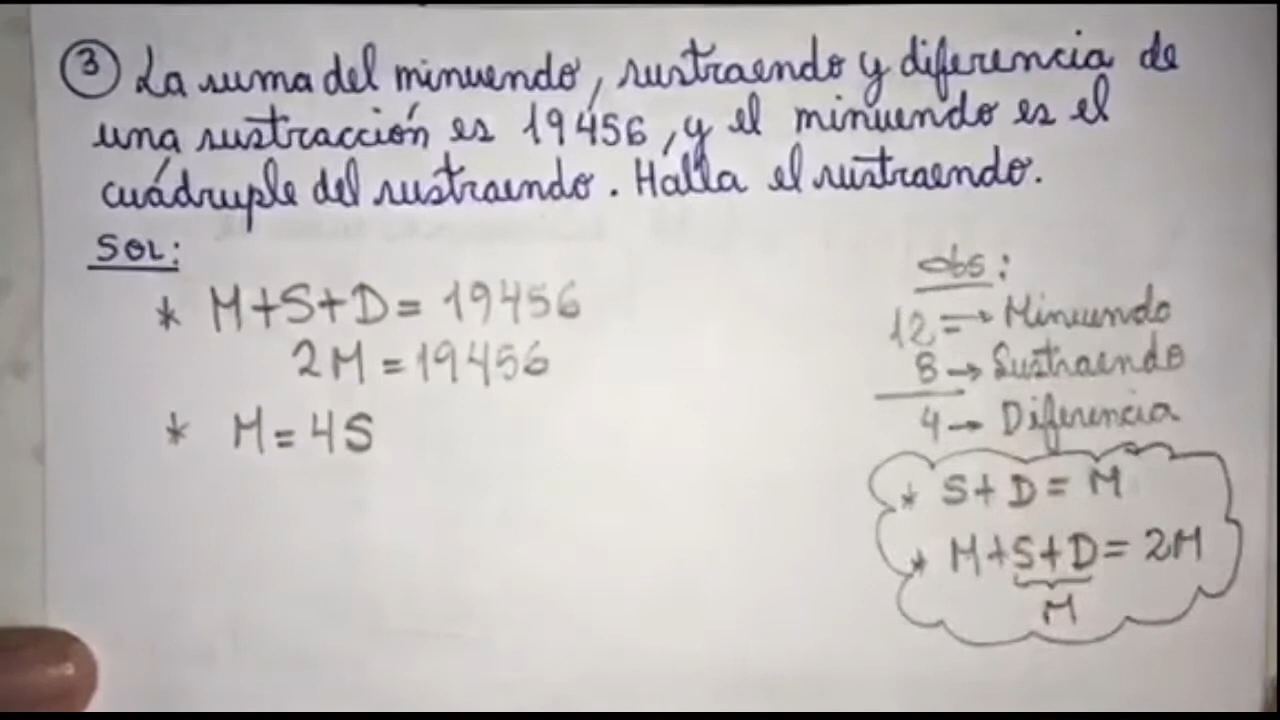 ③ La suma del minuendo, sustraendo y diferencia de
una sustracción es 19456, y el minuendo es el
cuádruple del sustraendo. Halla el sustraendo.
SOL:
* M+S+D = 19456
2M = 19456
* M = 4S
obs:
12 → Minuendo
8 → Sustraendo
4 → Diferencia
* S+D = M
* M+S+D = 2M
M